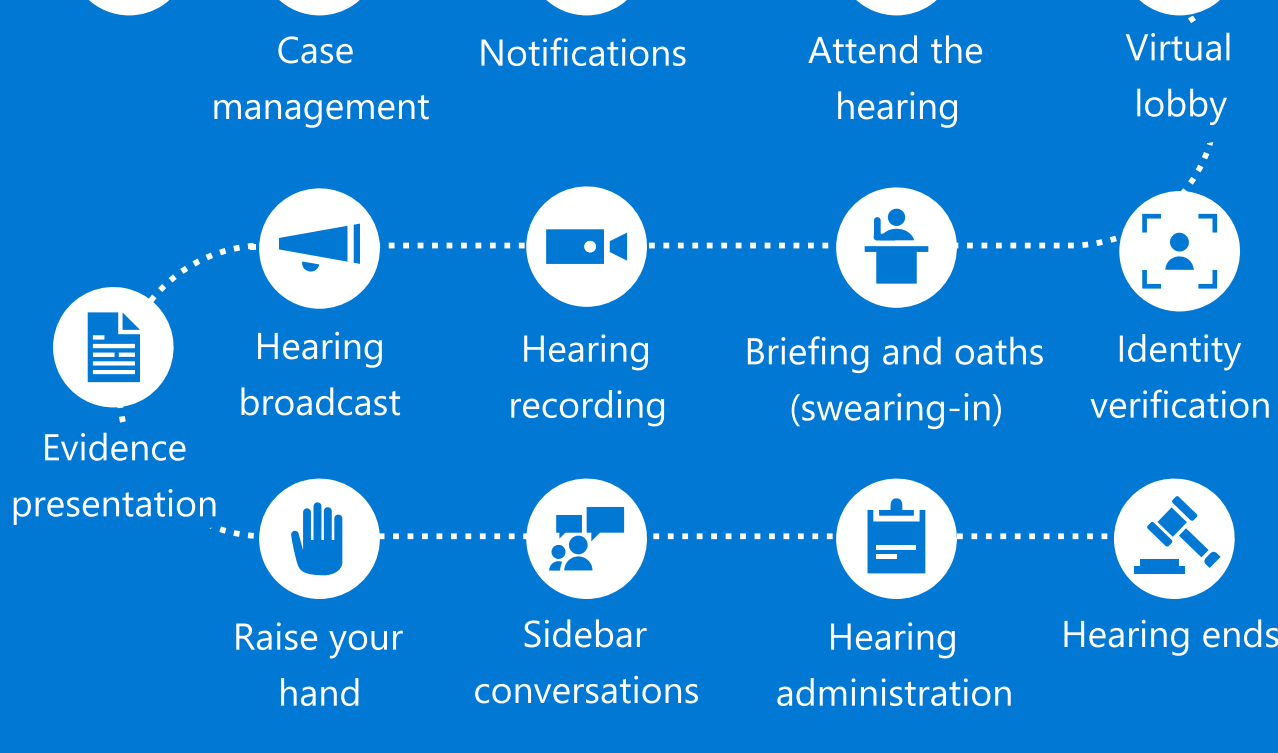 Case
management
Notifications
Attend the
hearing
Virtual
lobby
Hearing
broadcast
Hearing
recording
Briefing and oaths
(swearing-in)
Identity
verification
Evidence
presentation
Raise your
hand
Sidebar
conversations
Hearing
administration
Hearing ends